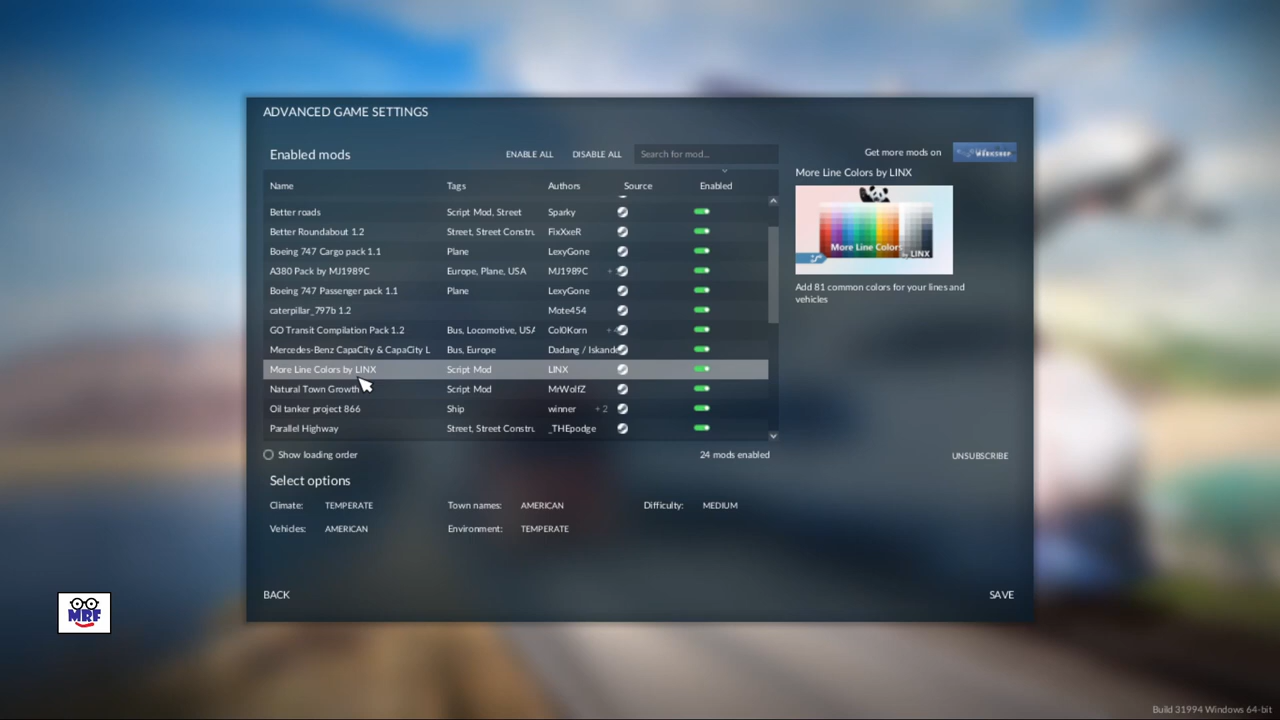 ADVANCED GAME SETTINGS
Enabled mods ENABLE ALL DISABLE ALL Search for mod... Get more mods on WORKSHOP
Name Tags Authors Source Enabled
Better roads Script Mod, Street Sparky
Better Roundabout 1.2 Street, Street Constru FixXxeR
Boeing 747 Cargo pack 1.1 Plane LexyGone
A380 Pack by MJ1989C Europe, Plane, USA MJ1989C +
Boeing 747 Passenger pack 1.1 Plane LexyGone
caterpillar_797b 1.2 Mote454
GO Transit Compilation Pack 1.2 Bus, Locomotive, USA Col0Korn +
Mercedes-Benz CapaCity & CapaCity L Bus, Europe Dadang / Iskand
More Line Colors by LINX Script Mod LINX
Natural Town Growth Script Mod MrWolfZ
Oil tanker project 866 Ship winner + 2
Parallel Highway Street, Street Constru _THEpodge
Show loading order 24 mods enabled
More Line Colors by LINX
More Line Colors
by LINX
Add 81 common colors for your lines and
vehicles
UNSUBSCRIBE
Select options
Climate: TEMPERATE Town names: AMERICAN Difficulty: MEDIUM
Vehicles: AMERICAN Environment: TEMPERATE
BACK SAVE
MRF
Build 31994 Windows 64-bit